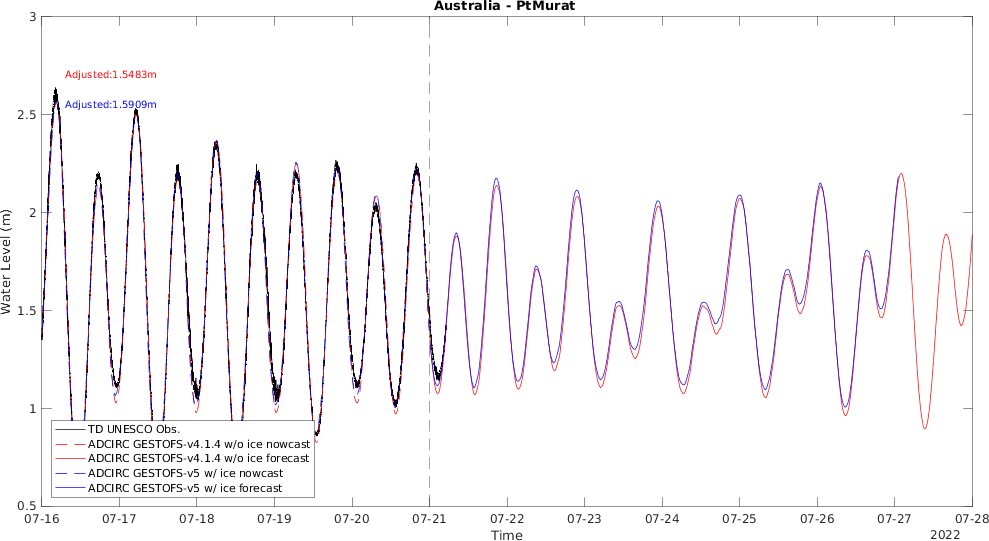 Australia - PtMurat
3
2.5
2
1.5
1
0.5
Water Level (m)
Adjusted:1.5483m
Adjusted:1.5909m
TD UNESCO Obs.
ADCIRC GESTOFS-v4.1.4 w/o ice nowcast
ADCIRC GESTOFS-v4.1.4 w/o ice forecast
ADCIRC GESTOFS-v5 w/ ice nowcast
ADCIRC GESTOFS-v5 w/ ice forecast
07-16 07-17 07-18 07-19 07-20 07-21 07-22 07-23 07-24 07-25 07-26 07-27 07-28
Time
2022